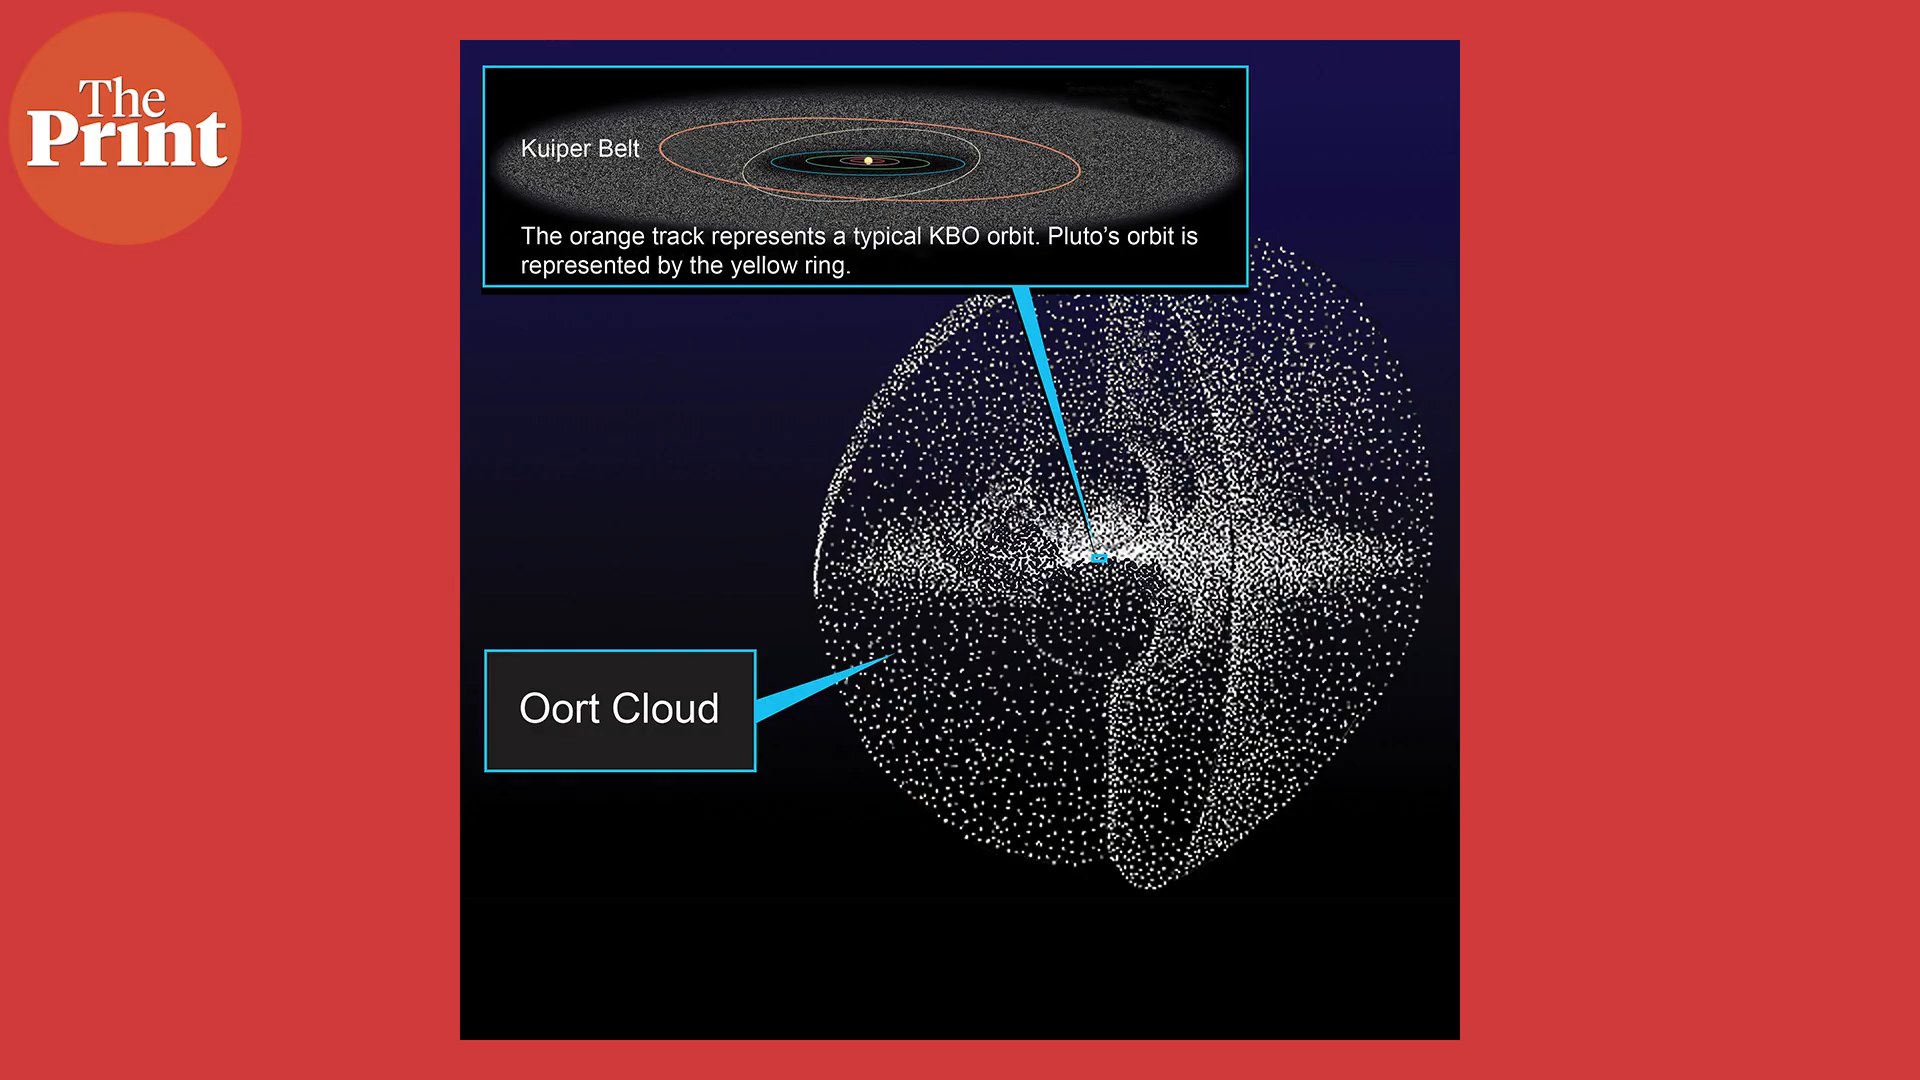 The
Print
Kuiper Belt
The orange track represents a typical KBO orbit. Pluto’s orbit is
represented by the yellow ring.
Oort Cloud